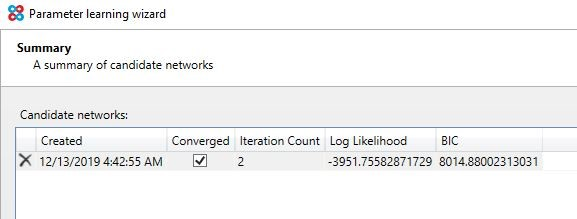 Parameter learning wizard
Summary
A summary of candidate networks
Candidate networks:
Created Converged Iteration Count Log Likelihood BIC
12/13/2019 4:42:55 AM 2 -3951.75582871729 8014.88002313031